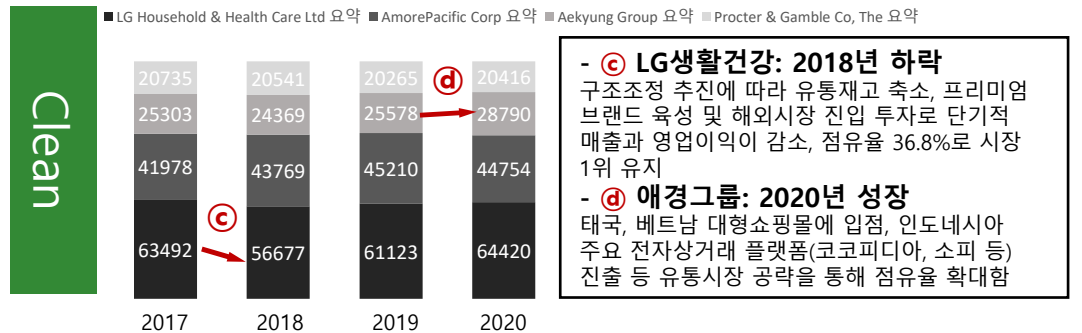 LG Household & Health Care Ltd 요약 AmorePacific Corp 요약 Aekyung Group 요약 Procter & Gamble Co, The 요약
Clean
20735 20541 20265 20416
25303 24369 25578 28790
41978 43769 45210 44754
63492 56677 61123 64420
ⓒ
ⓓ
2017 2018 2019 2020
- ⓒ LG생활건강: 2018년 하락
구조조정 추진에 따라 유통재고 축소, 프리미엄
브랜드 육성 및 해외시장 진입 투자로 단기적
매출과 영업이익이 감소, 점유율 36.8%로 시장
1위 유지
- ⓓ 애경그룹: 2020년 성장
태국, 베트남 대형쇼핑몰에 입점, 인도네시아
주요 전자상거래 플랫폼(코코피디아, 소피 등)
진출 등 유통시장 공략을 통해 점유율 확대함